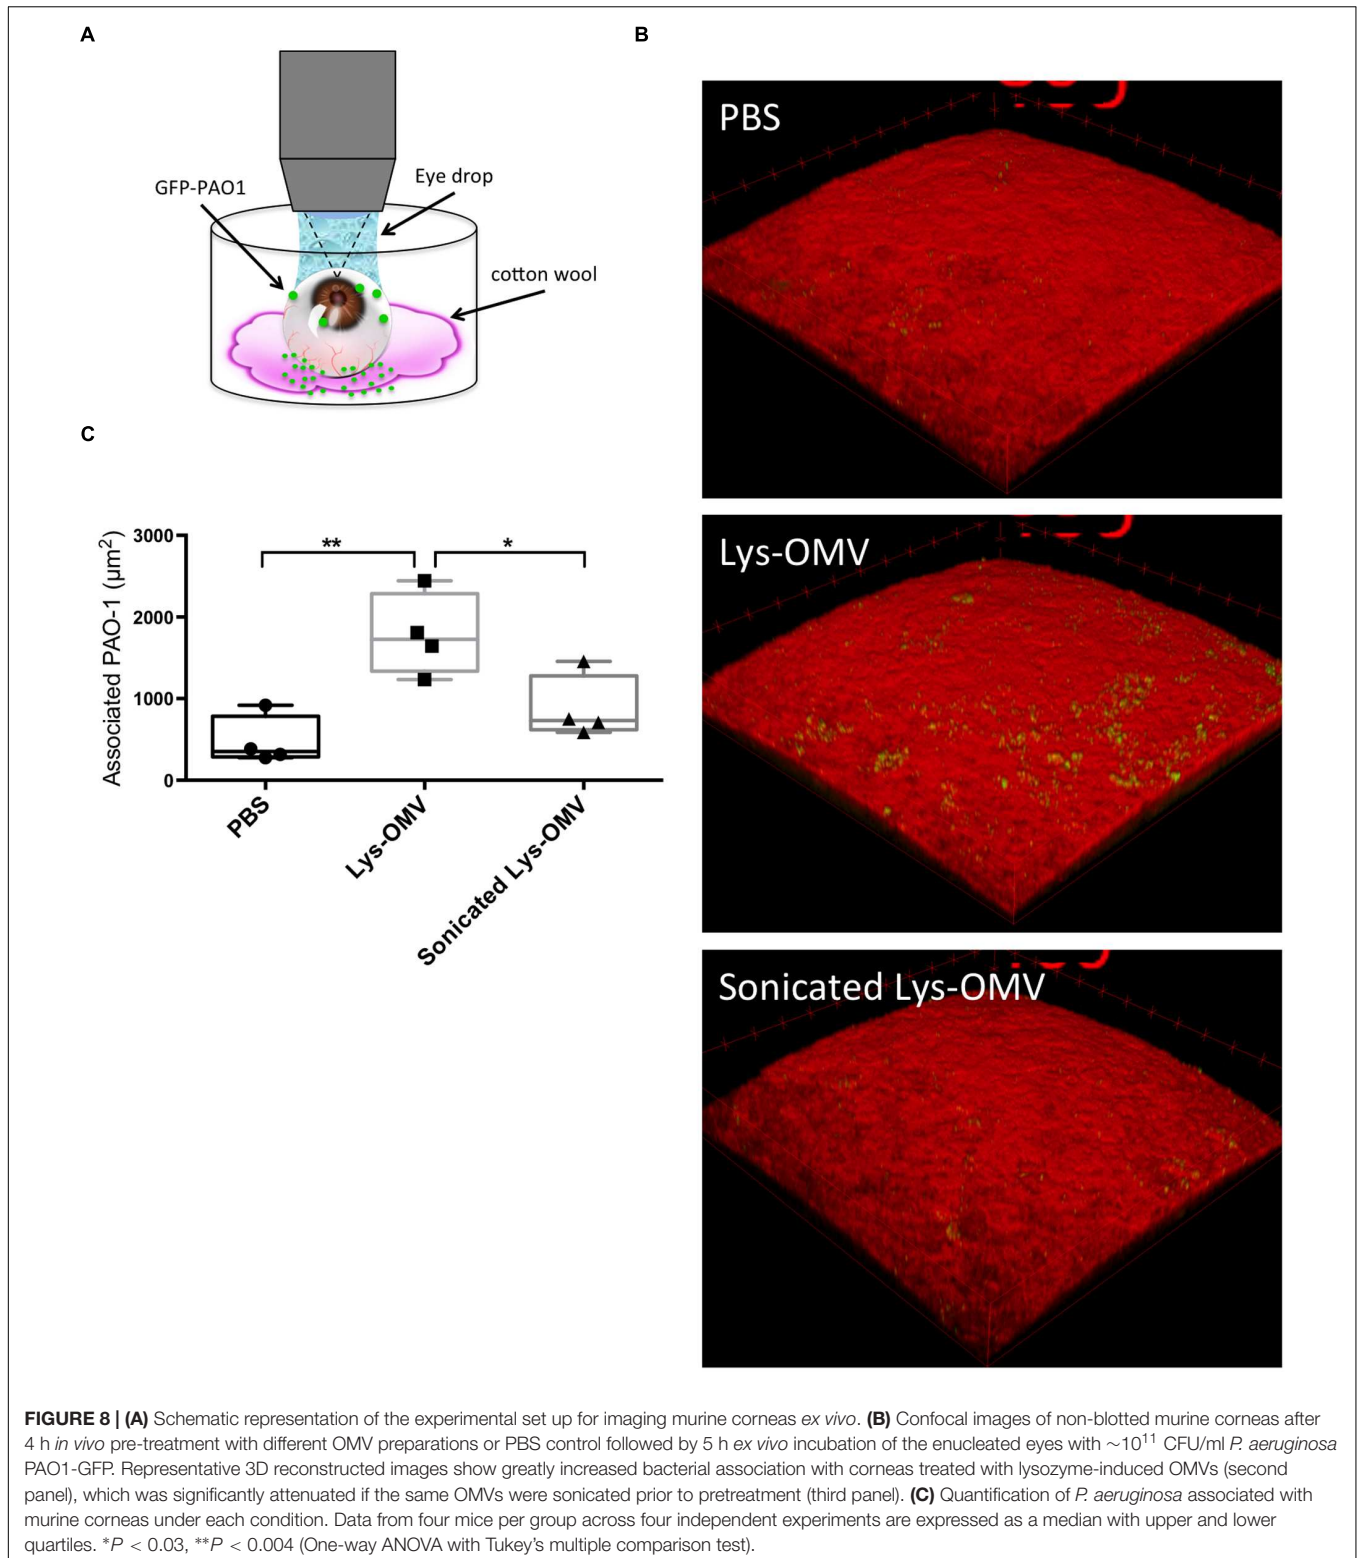 A
GFP-PAO1
Eye drop
cotton wool
B
PBS
Lys-OMV
Sonicated Lys-OMV
C
Associated PAO-1 (µm²)
3000
2000
1000
0
**
*
PBS
Lys-OMV
Sonicated Lys-OMV
FIGURE 8 | (A) Schematic representation of the experimental set up for imaging murine corneas ex vivo. (B) Confocal images of non-blotted murine corneas after
4 h in vivo pre-treatment with different OMV preparations or PBS control followed by 5 h ex vivo incubation of the enucleated eyes with ∼10¹¹ CFU/ml P. aeruginosa
PAO1-GFP. Representative 3D reconstructed images show greatly increased bacterial association with corneas treated with lysozyme-induced OMVs (second
panel), which was significantly attenuated if the same OMVs were sonicated prior to pretreatment (third panel). (C) Quantification of P. aeruginosa associated with
murine corneas under each condition. Data from four mice per group across four independent experiments are expressed as a median with upper and lower
quartiles. *P < 0.03, **P < 0.004 (One-way ANOVA with Tukey's multiple comparison test).